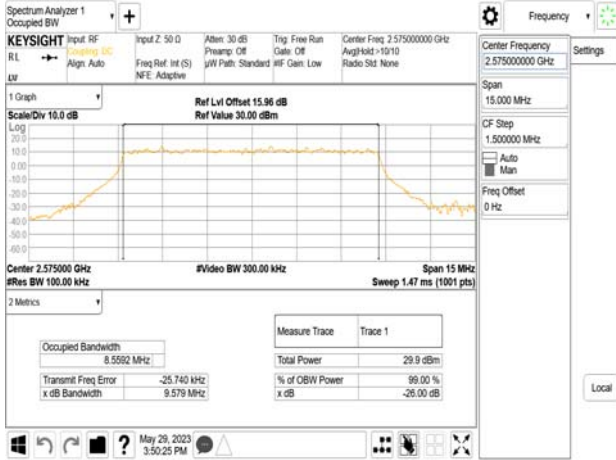 Spectrum Analyzer 1
Occupied BW
Frequency
KEYSIGHT
RL
Input: RF
Coupling: DC
Align: Auto
Input Z: 50 Ω
Freq Ref: Int (S)
NFE: Adaptive
Atten: 30 dB
Preamp: Off
µW Path: Standard
Trig: Free Run
Gate: Off
#IF Gain: Low
Center Freq: 2.575000000 GHz
Avg|Hold:>10/10
Radio Std: None
1 Graph
Scale/Div 10.0 dB
Ref Lvl Offset 15.96 dB
Ref Value 30.00 dBm
Log
20.0
10.0
0.00
-10.0
-20.0
-30.0
-40.0
-50.0
-60.0
Center 2.575000 GHz
#Video BW 300.00 kHz
Span 15 MHz
#Res BW 100.00 kHz
Sweep 1.47 ms (1001 pts)
2 Metrics
Measure Trace Trace 1
Occupied Bandwidth
8.5592 MHz
Total Power 29.9 dBm
Transmit Freq Error -25.740 kHz
% of OBW Power 99.00 %
x dB Bandwidth 9.579 MHz
x dB -26.00 dB
Center Frequency
2.575000000 GHz
Settings
Span
15.000 MHz
CF Step
1.500000 MHz
Auto
Man
Freq Offset
0 Hz
Local
?
May 29, 2023
3:50:25 PM